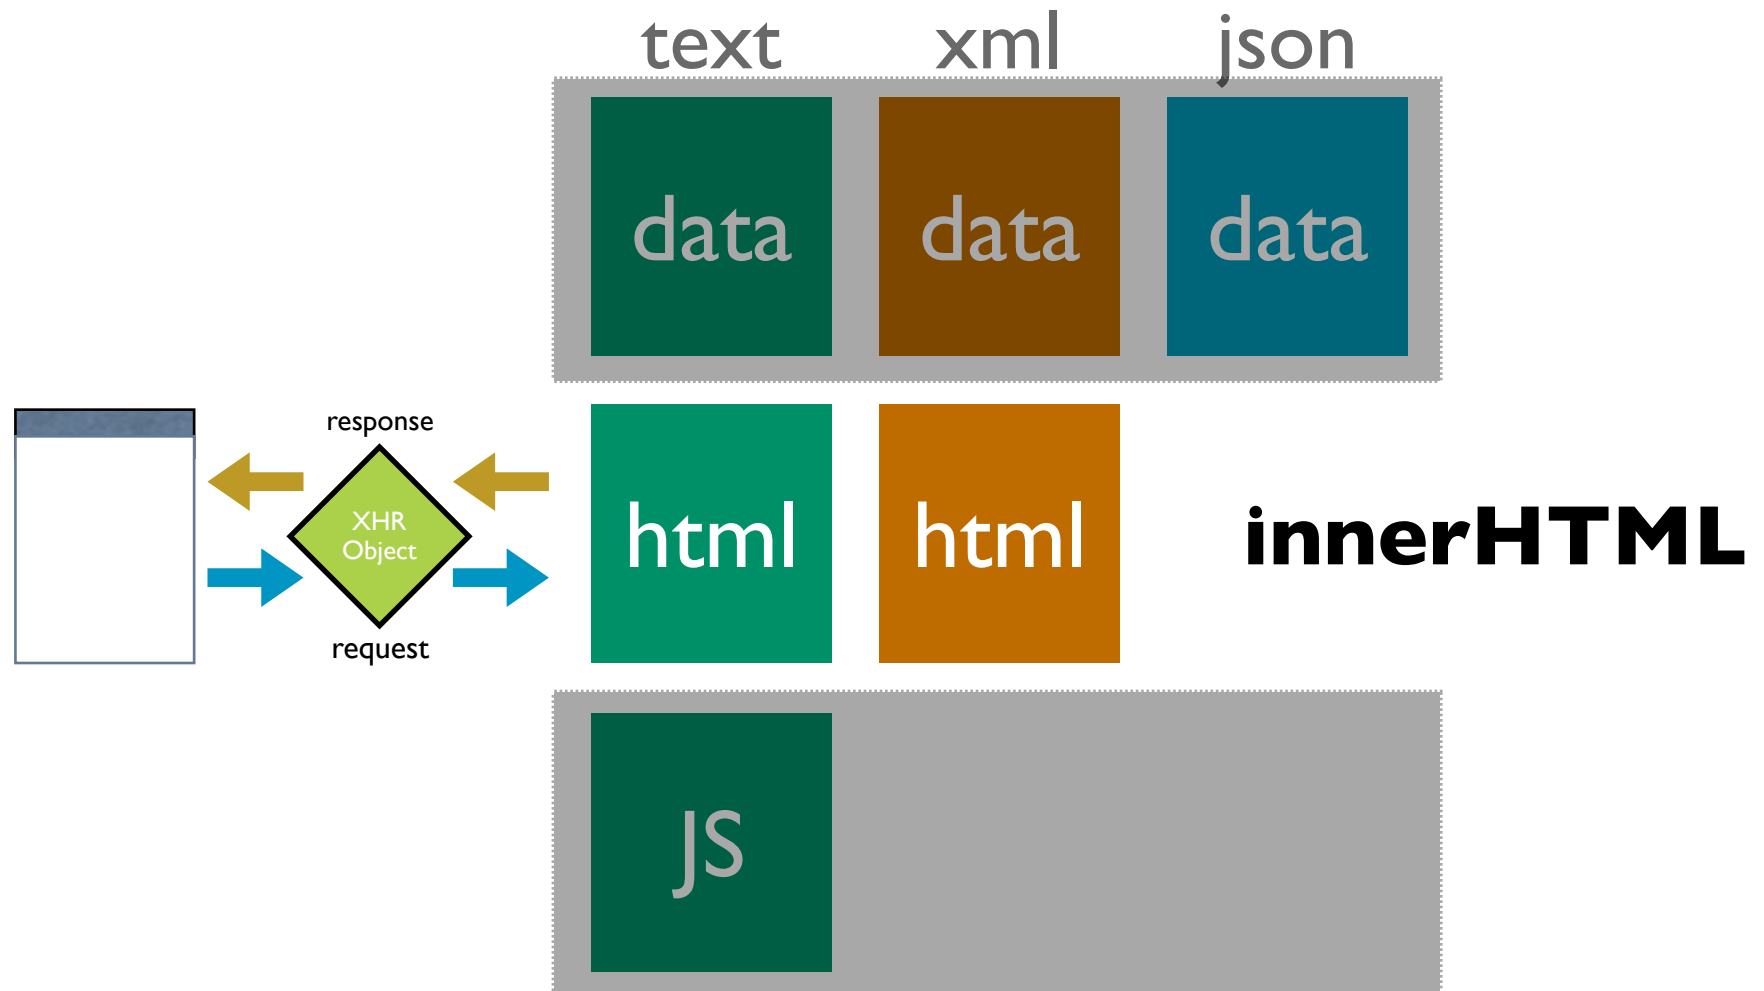 text xml json
data data data
response
XHR
Object
request
html html
innerHTML
JS